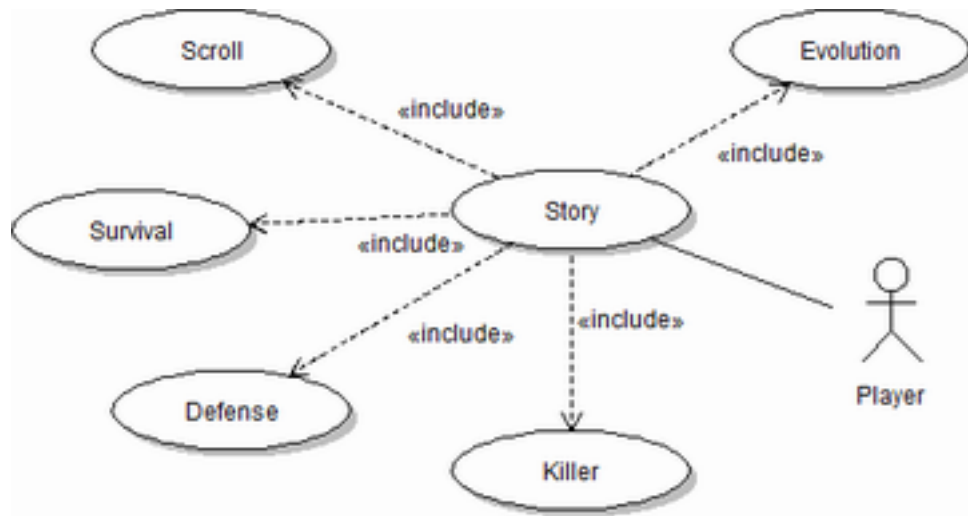 Scroll
Evolution
«include»
«include»
Story
Survival
«include»
«include»
«include»
Player
Defense
Killer